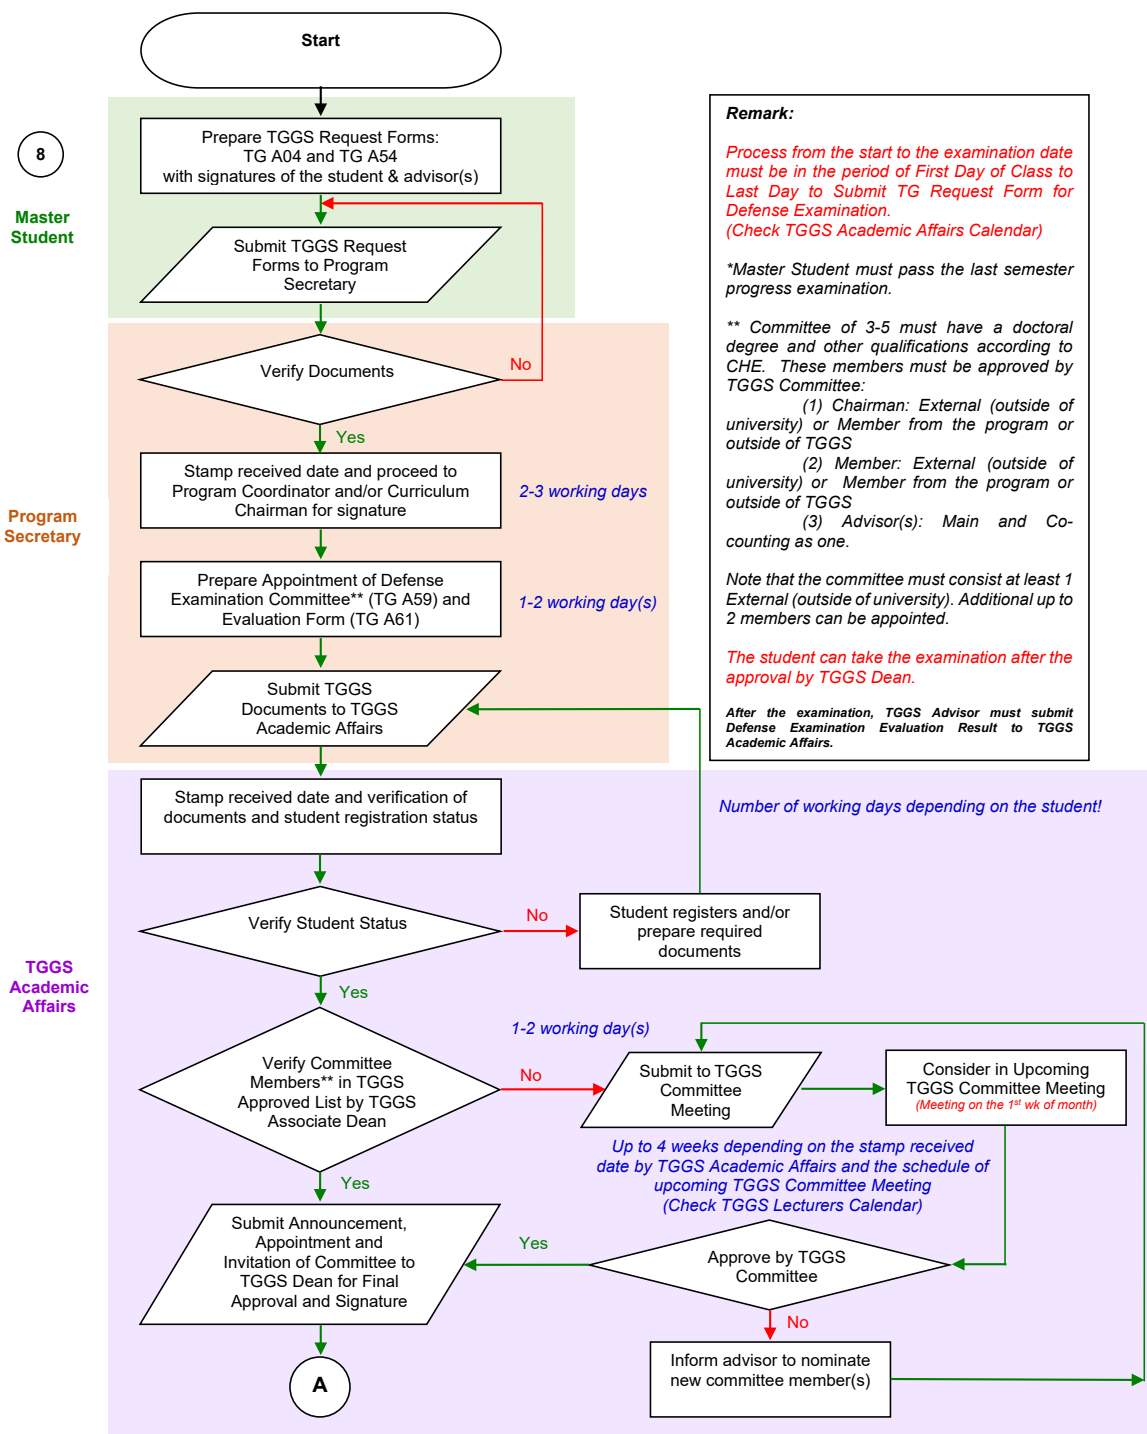 Start
8
Master
Student
Prepare TGGS Request Forms:
TG A04 and TG A54
with signatures of the student & advisor(s)
Submit TGGS Request
Forms to Program
Secretary
Verify Documents
No
Yes
Program
Secretary
Stamp received date and proceed to
Program Coordinator and/or Curriculum
Chairman for signature
2-3 working days
Prepare Appointment of Defense
Examination Committee** (TG A59) and
Evaluation Form (TG A61)
1-2 working day(s)
Submit TGGS
Documents to TGGS
Academic Affairs
Remark:
Process from the start to the examination date
must be in the period of First Day of Class to
Last Day to Submit TG Request Form for
Defense Examination.
(Check TGGS Academic Affairs Calendar)
*Master Student must pass the last semester
progress examination.
** Committee of 3-5 must have a doctoral
degree and other qualifications according to
CHE. These members must be approved by
TGGS Committee:
(1) Chairman: External (outside of
university) or Member from the program or
outside of TGGS
(2) Member: External (outside of
university) or Member from the program or
outside of TGGS
(3) Advisor(s): Main and Co-
counting as one.
Note that the committee must consist at least 1
External (outside of university). Additional up to
2 members can be appointed.
The student can take the examination after the
approval by TGGS Dean.
After the examination, TGGS Advisor must submit
Defense Examination Evaluation Result to TGGS
Academic Affairs.
TGGS
Academic
Affairs
Stamp received date and verification of
documents and student registration status
Number of working days depending on the student!
Verify Student Status
No
Student registers and/or
prepare required
documents
Yes
1-2 working day(s)
Verify Committee
Members** in TGGS
Approved List by TGGS
Associate Dean
No
Submit to TGGS
Committee
Meeting
Consider in Upcoming
TGGS Committee Meeting
(Meeting on the 1st wk of month)
Up to 4 weeks depending on the stamp received
date by TGGS Academic Affairs and the schedule of
upcoming TGGS Committee Meeting
(Check TGGS Lecturers Calendar)
Yes
Submit Announcement,
Appointment and
Invitation of Committee to
TGGS Dean for Final
Approval and Signature
Yes
Approve by TGGS
Committee
No
Inform advisor to nominate
new committee member(s)
A